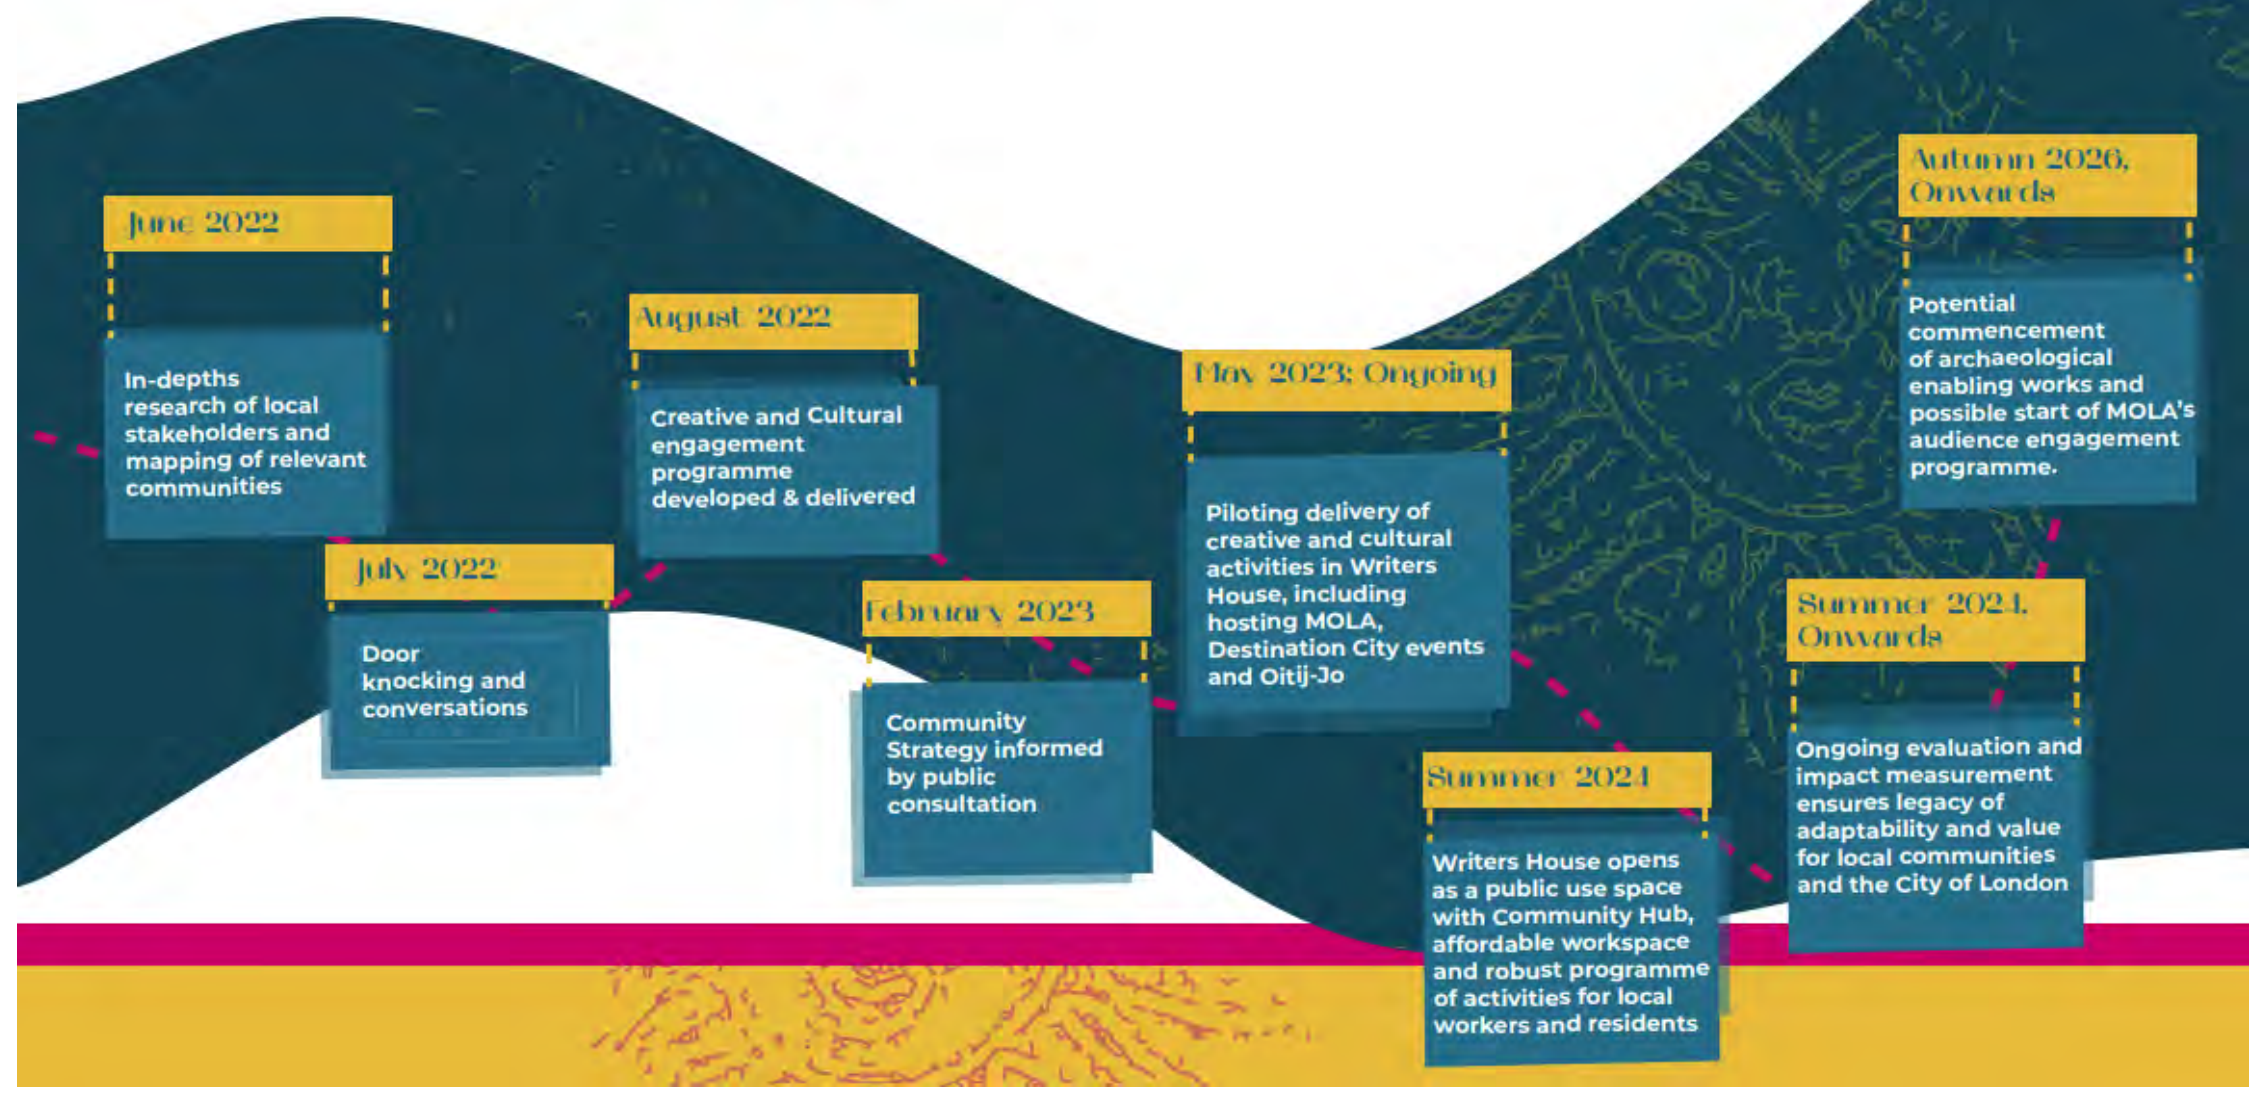 June 2022
In-depths
research of local
stakeholders and
mapping of relevant
communities
July 2022
Door
knocking and
conversations
August 2022
Creative and Cultural
engagement
programme
developed & delivered
February 2023
Community
Strategy informed
by public
consultation
May 2023: Ongoing
Piloting delivery of
creative and cultural
activities in Writers
House, including
hosting MOLA,
Destination City events
and Oitij-Jo
Summer 2024
Writers House opens
as a public use space
with Community Hub,
affordable workspace
and robust programme
of activities for local
workers and residents
Summer 2024,
Onwards
Ongoing evaluation and
impact measurement
ensures legacy of
adaptability and value
for local communities
and the City of London
Autumn 2026,
Onwards
Potential
commencement
of archaeological
enabling works and
possible start of MOLA's
audience engagement
programme.